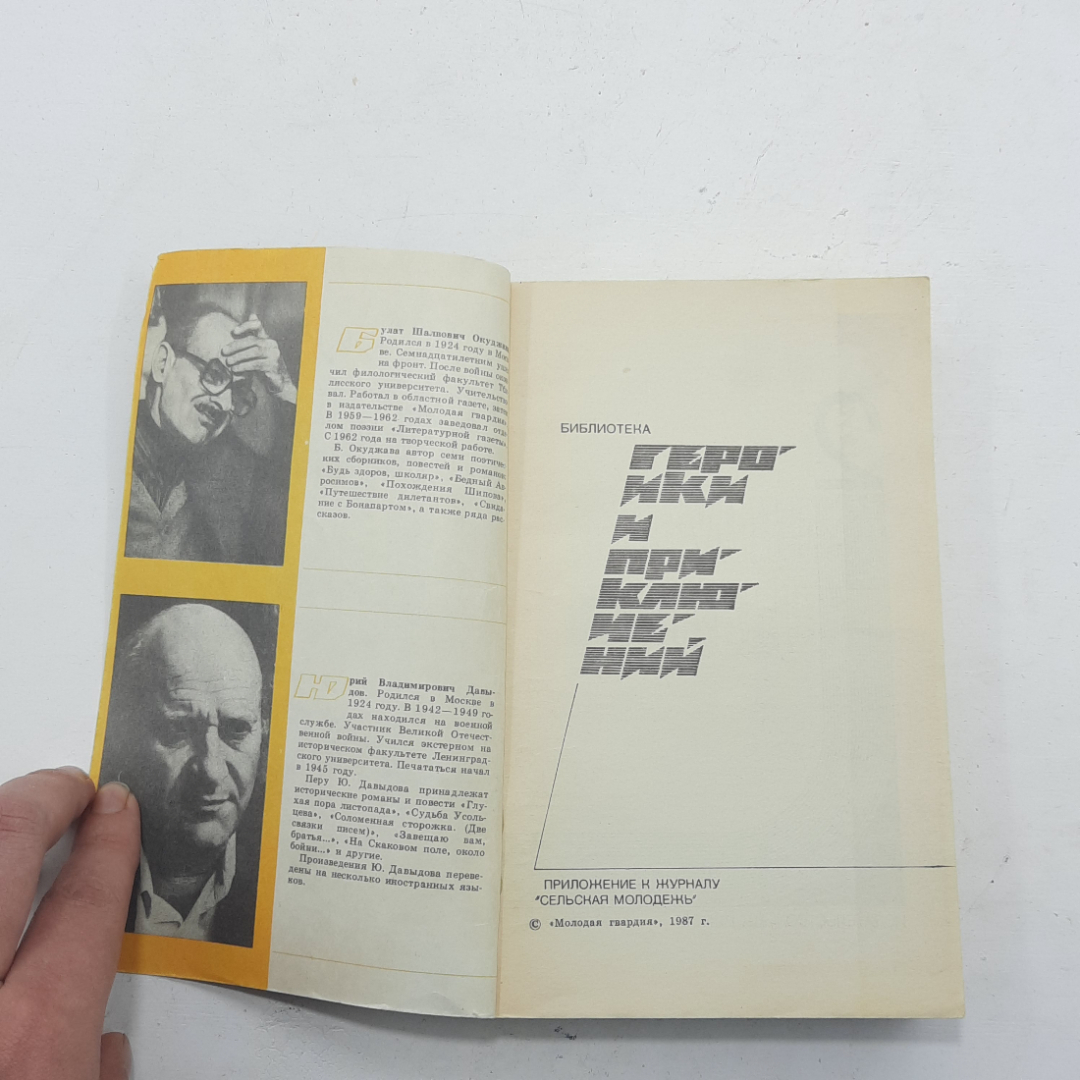 Булат Шалвович Окуджава
Родился в 1924 году в Моск-
ве. Семнадцатилетним ушел
на фронт. После войны окон-
чил филологический факультет Тби-
лисского университета. Учительство-
вал. Работал в областной газете, затем
в издательстве «Молодая гвардия».
В 1959—1962 годах заведовал отде-
лом поэзии «Литературной газеты».
С 1962 года на творческой работе.
Б. Окуджава автор семи поэтичес-
ких сборников, повестей и романов:
«Будь здоров, школяр», «Бедный Ав-
росимов», «Похождения Шипова»,
«Путешествие дилетантов», «Свида-
ние с Бонапартом», а также ряда рас-
сказов.
Юрий Владимирович Давы-
дов. Родился в Москве в
1924 году. В 1942—1949 го-
дах находился на военной
службе. Участник Великой Отечест-
венной войны. Учился экстерном на
историческом факультете Ленинград-
ского университета. Печататься начал
в 1945 году.
Перу Ю. Давыдова принадлежат
исторические романы и повести «Глу-
хая пора листопада», «Судьба Усоль-
цева», «Соломенная сторожка. (Две
связки писем)», «Завещаю вам,
братья...», «На Скаковом поле, около
бойни...» и другие.
Произведения Ю. Давыдова переве-
дены на несколько иностранных язы-
ков.
БИБЛИОТЕКА
ГЕРО-
ИКИ
И
ПРИ-
КЛЮ-
ЧЕ-
НИЙ
ПРИЛОЖЕНИЕ К ЖУРНАЛУ
"СЕЛЬСКАЯ МОЛОДЕЖЬ"
© «Молодая гвардия», 1987 г.